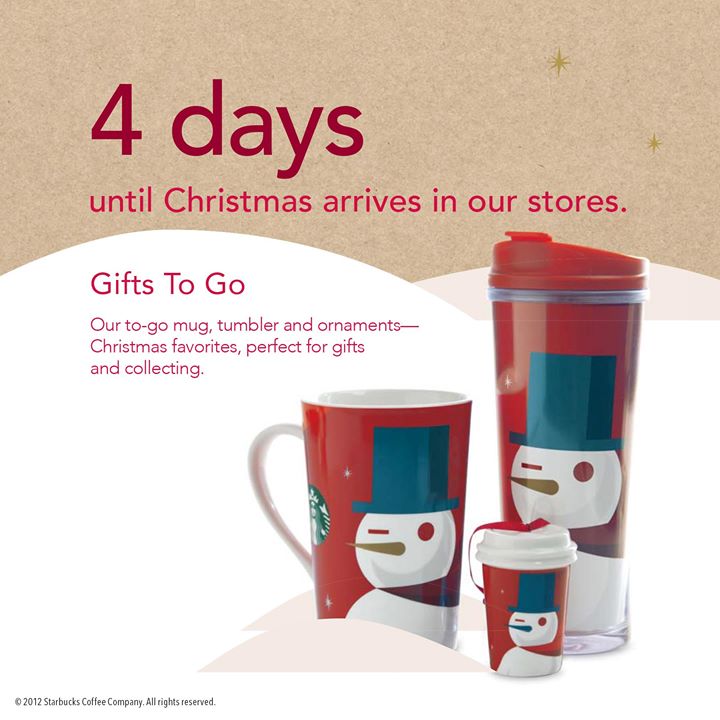 4 days
until Christmas arrives in our stores.
Gifts To Go
Our to-go mug, tumbler and ornaments—
Christmas favorites, perfect for gifts
and collecting.
© 2012 Starbucks Coffee Company. All rights reserved.